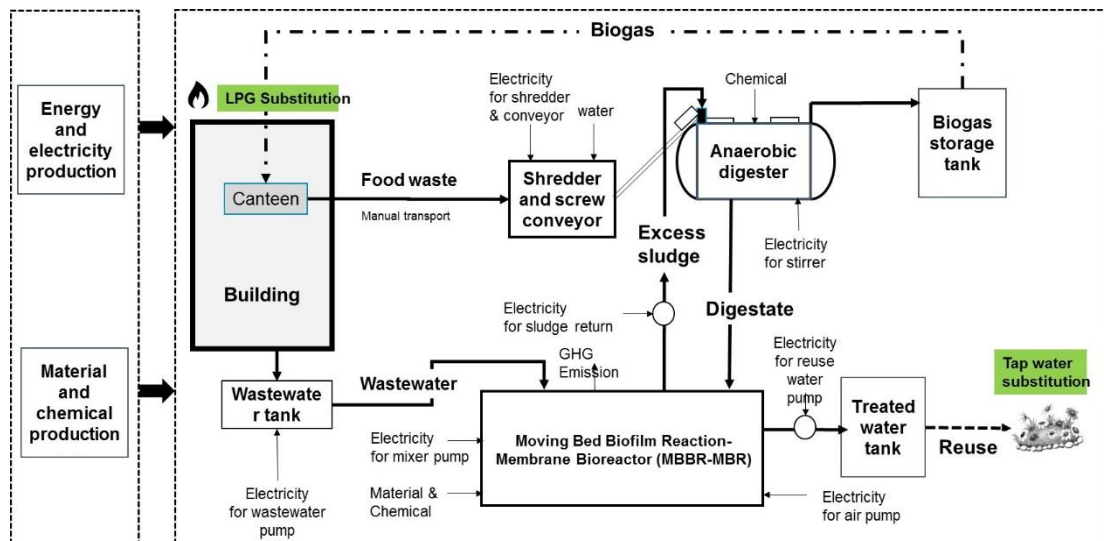 Biogas
Energy
and
electricity
production
LPG Substitution
Electricity
for shredder
& conveyor
water
Chemical
Biogas
storage
tank
Anaerobic
digester
Canteen
Food waste
Manual transport
Shredder
and screw
conveyor
Building
Excess
sludge
Electricity
for stirrer
Digestate
Electricity
for sludge return
Material
and
chemical
production
GHG
Emission
Electricity
for reuse
water
pump
Tap water
substitution
Wastewate
r tank
Wastewater
Treated
water
tank
Reuse
Electricity
for mixer pump
Moving Bed Biofilm Reaction-
Membrane Bioreactor (MBBR-MBR)
Electricity
for wastewater
pump
Material &
Chemical
Electricity
for air pump